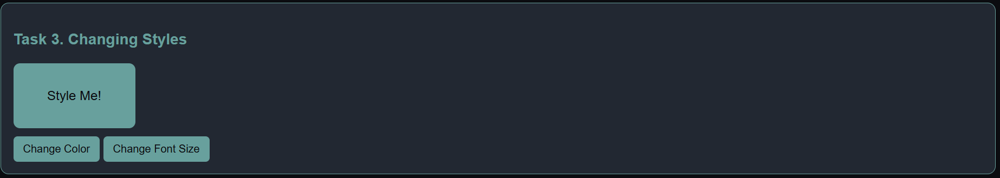 Task 3. Changing Styles
Style Me!
Change Color Change Font Size